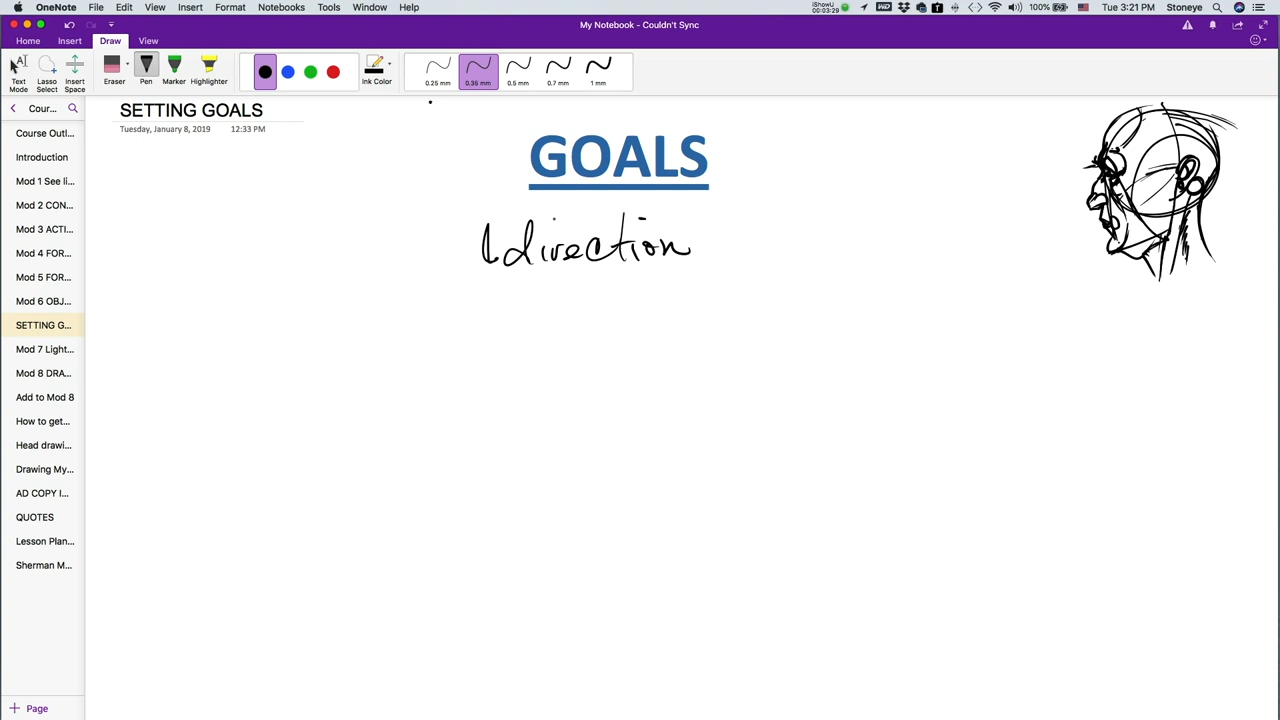 OneNote File Edit View Insert Format Notebooks Tools Window Help iShowU 00:03:29 100% Tue 3:21 PM Stoneye
My Notebook - Couldn't Sync
Home Insert Draw View
Text Mode Lasso Select Insert Space Eraser Pen Marker Highlighter Ink Color 0.25 mm 0.35 mm 0.5 mm 0.7 mm 1 mm
Cour...
Course Outl...
Introduction
Mod 1 See li...
Mod 2 CON...
Mod 3 ACTI...
Mod 4 FOR...
Mod 5 FOR...
Mod 6 OBJ...
SETTING G...
Mod 7 Light...
Mod 8 DRA...
Add to Mod 8
How to get...
Head drawi...
Drawing My...
AD COPY I...
QUOTES
Lesson Plan...
Sherman M...
+ Page
SETTING GOALS
Tuesday, January 8, 2019 12:33 PM
GOALS
direction